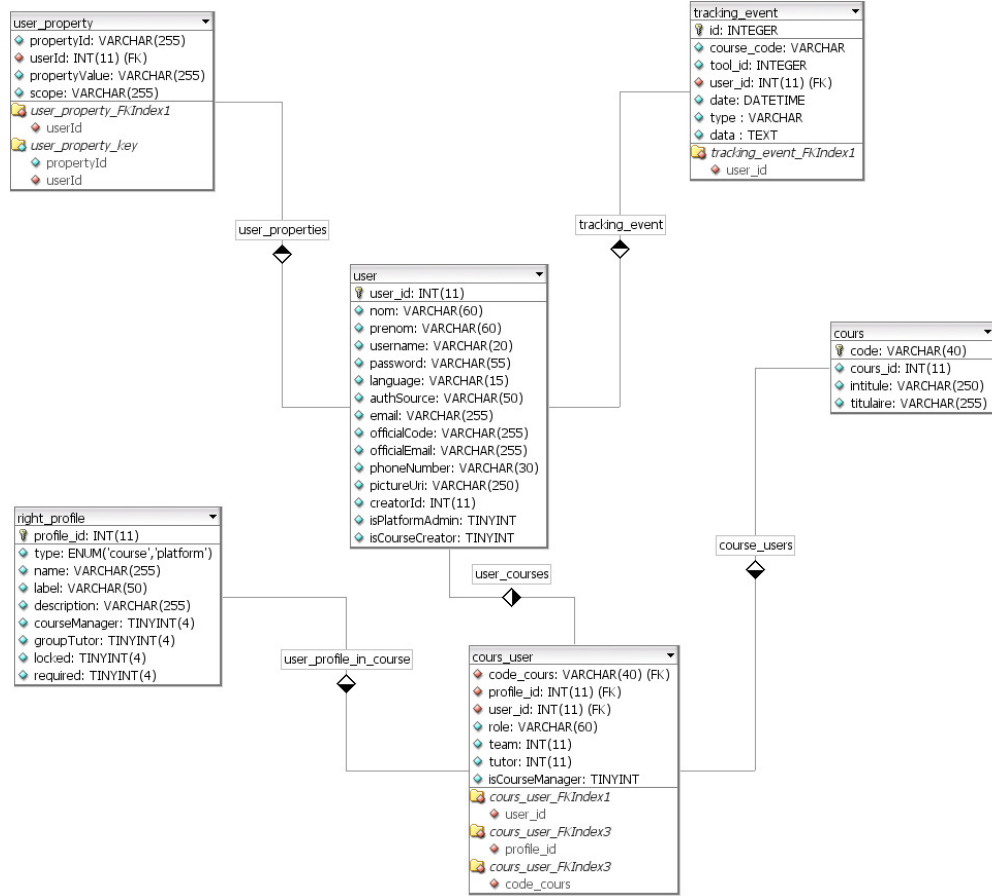 user_property
propertyId: VARCHAR(255)
userId: INT(11) (FK)
propertyValue: VARCHAR(255)
scope: VARCHAR(255)
user_property_FKIndex1
userId
user_property_key
propertyId
userId
tracking_event
id: INTEGER
course_code: VARCHAR
tool_id: INTEGER
user_id: INT(11) (FK)
date: DATETIME
type : VARCHAR
data : TEXT
tracking_event_FKIndex1
user_id
user_properties
tracking_event
user
user_id: INT(11)
nom: VARCHAR(60)
prenom: VARCHAR(60)
username: VARCHAR(20)
password: VARCHAR(55)
language: VARCHAR(15)
authSource: VARCHAR(50)
email: VARCHAR(255)
officialCode: VARCHAR(255)
officialEmail: VARCHAR(255)
phoneNumber: VARCHAR(30)
pictureUri: VARCHAR(250)
creatorId: INT(11)
isPlatformAdmin: TINYINT
isCourseCreator: TINYINT
cours
code: VARCHAR(40)
cours_id: INT(11)
intitule: VARCHAR(250)
titulaire: VARCHAR(255)
right_profile
profile_id: INT(11)
type: ENUM('course','platform')
name: VARCHAR(255)
label: VARCHAR(50)
description: VARCHAR(255)
courseManager: TINYINT(4)
groupTutor: TINYINT(4)
locked: TINYINT(4)
required: TINYINT(4)
user_courses
course_users
user_profile_in_course
cours_user
code_cours: VARCHAR(40) (FK)
profile_id: INT(11) (FK)
user_id: INT(11) (FK)
role: VARCHAR(60)
team: INT(11)
tutor: INT(11)
isCourseManager: TINYINT
cours_user_FKIndex1
user_id
cours_user_FKIndex3
profile_id
cours_user_FKIndex3
code_cours